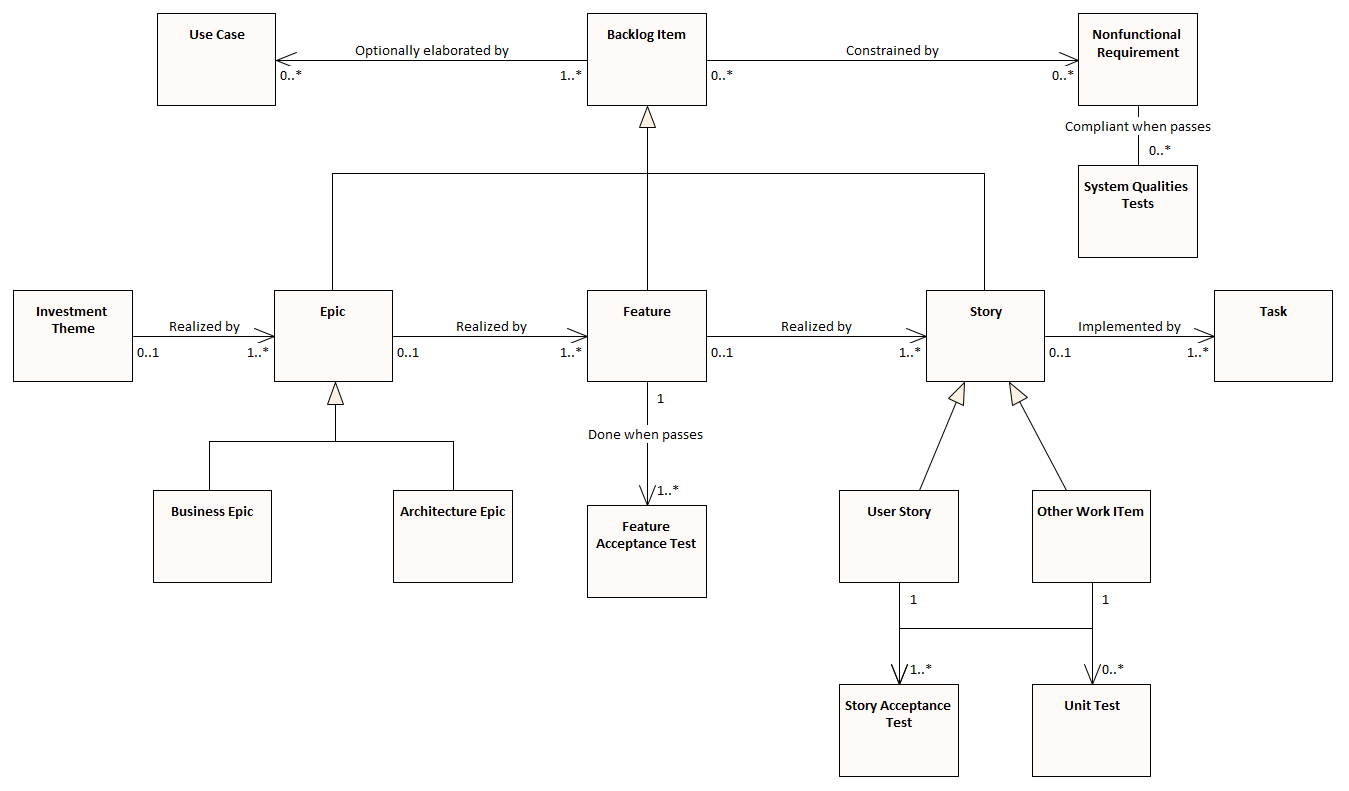 Use Case
Optionally elaborated by
0..*
1..*
Backlog Item
Constrained by
0..*
0..*
Nonfunctional
Requirement
Compliant when passes
0..*
System Qualities
Tests
Investment
Theme
Realized by
0..1
1..*
Epic
Realized by
0..1
1..*
Feature
Realized by
0..1
1..*
Story
Implemented by
0..1
1..*
Task
1
Done when passes
1..*
Feature
Acceptance Test
Business Epic
Architecture Epic
User Story
Other Work ITem
1
1
1..*
0..*
Story Acceptance
Test
Unit Test